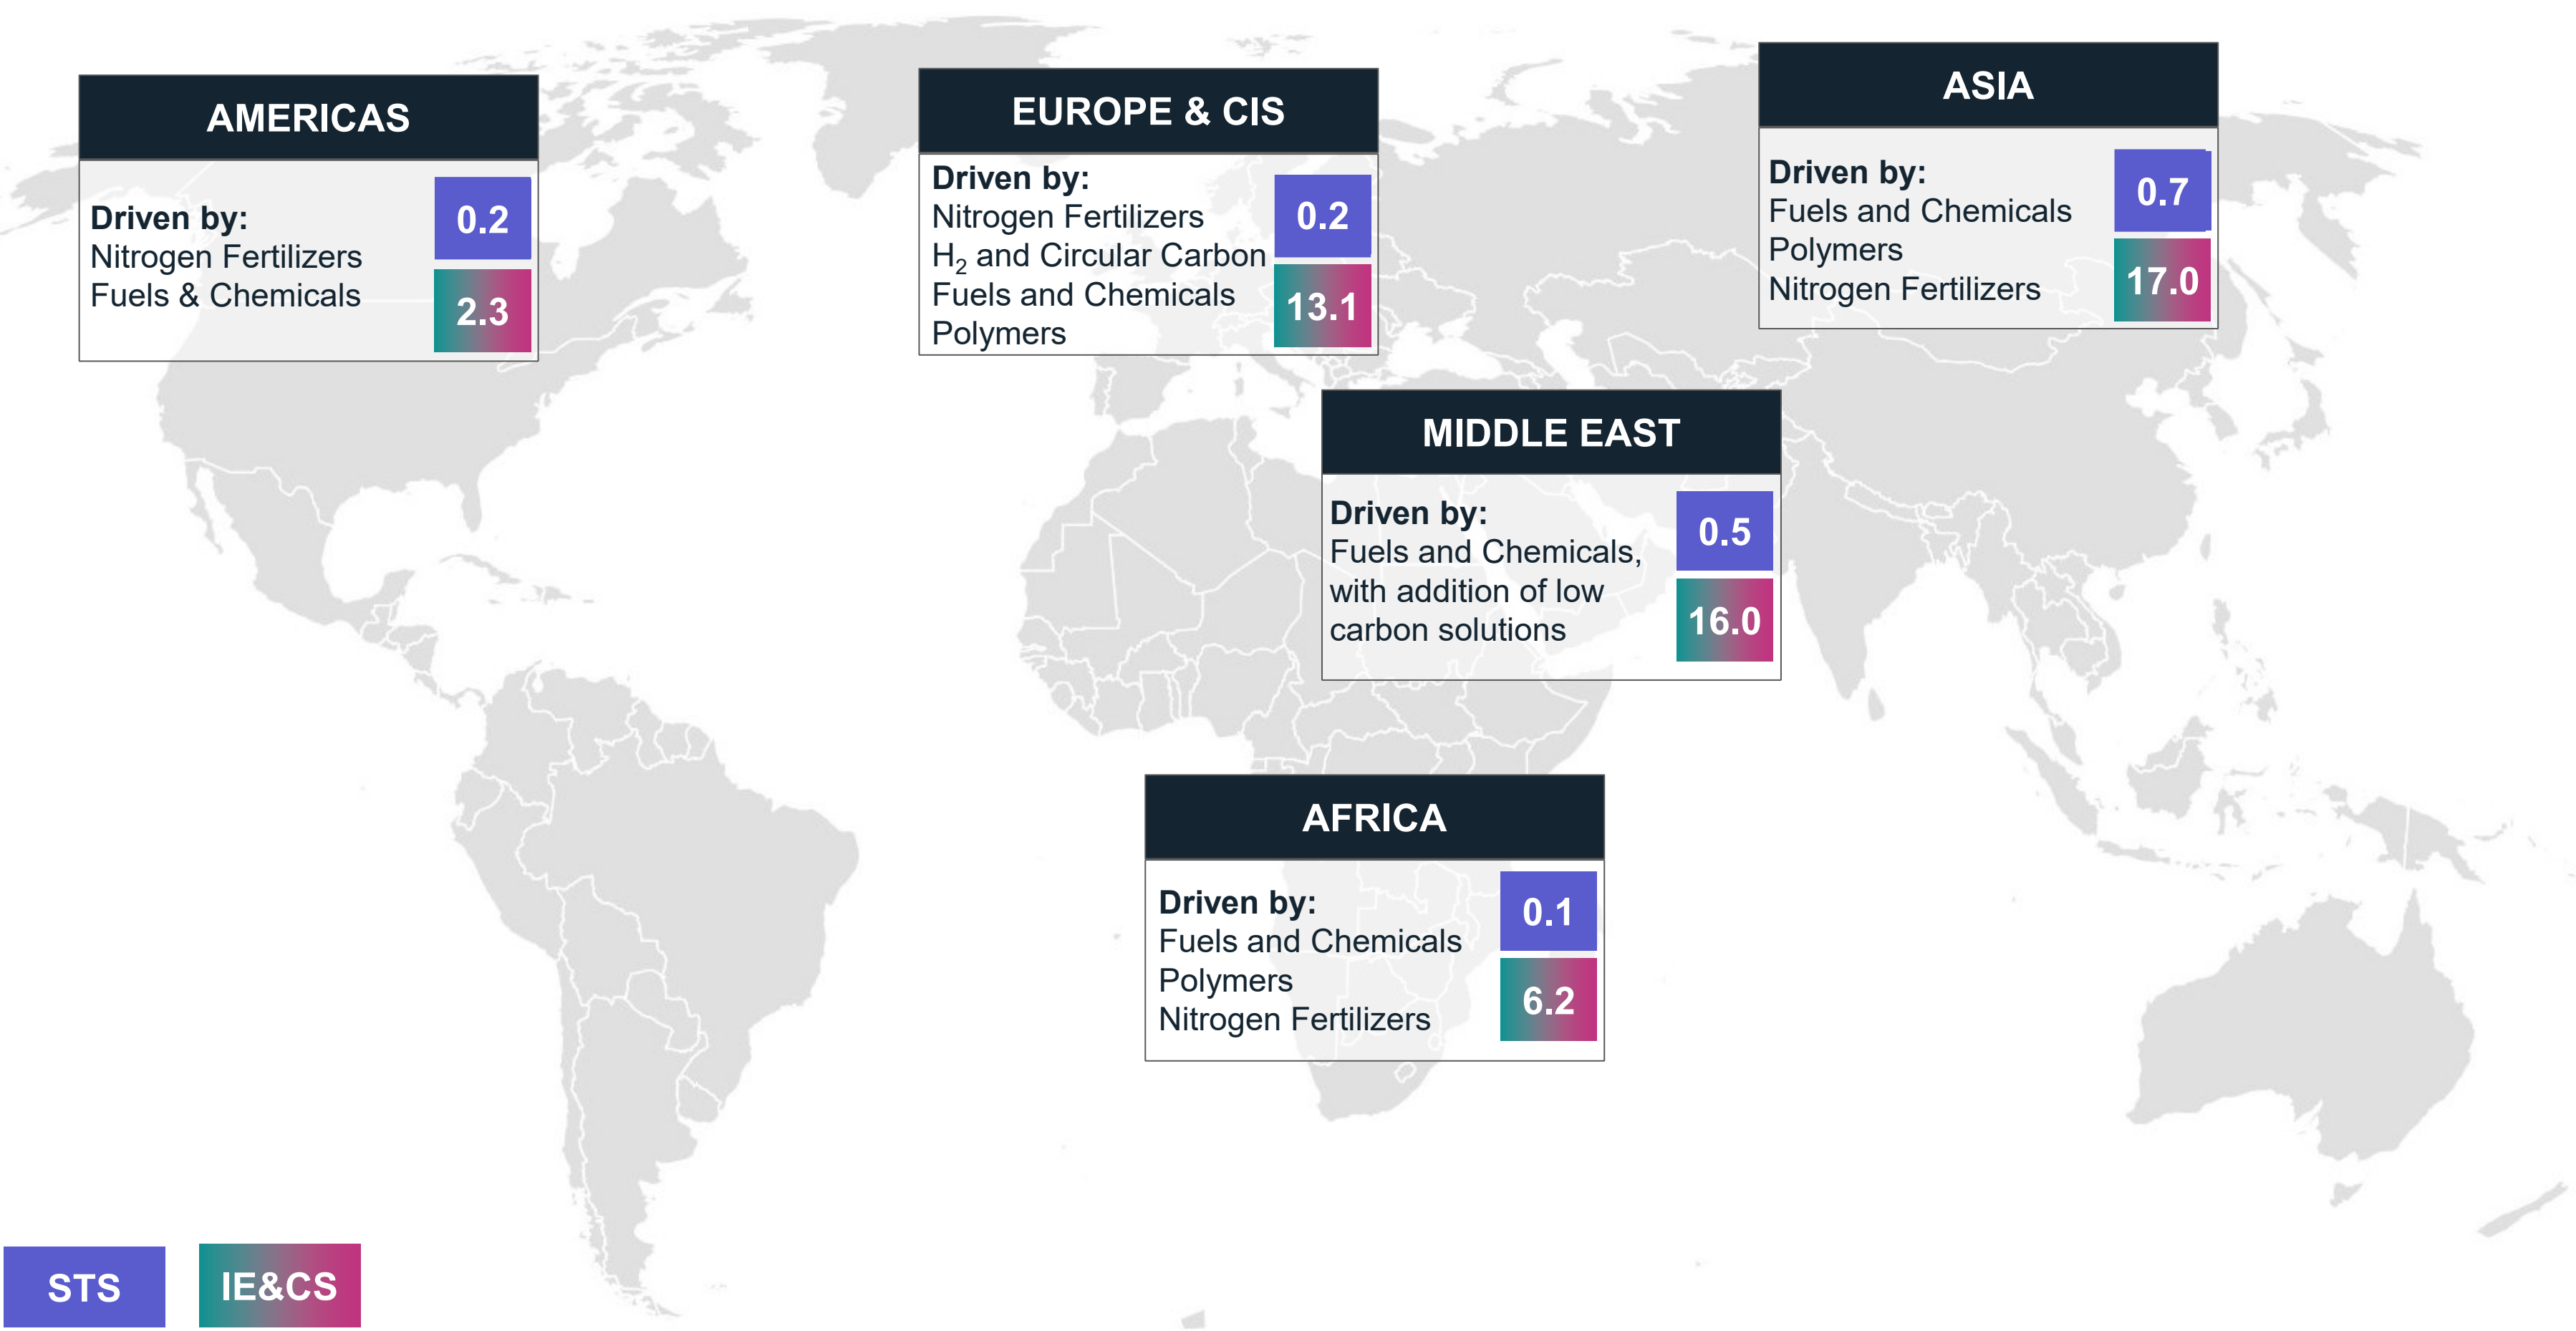 AMERICAS
Driven by:
Nitrogen Fertilizers
Fuels & Chemicals
0.2
2.3
EUROPE & CIS
Driven by:
Nitrogen Fertilizers
H₂ and Circular Carbon
Fuels and Chemicals
Polymers
0.2
13.1
ASIA
Driven by:
Fuels and Chemicals
Polymers
Nitrogen Fertilizers
0.7
17.0
MIDDLE EAST
Driven by:
Fuels and Chemicals,
with addition of low
carbon solutions
0.5
16.0
AFRICA
Driven by:
Fuels and Chemicals
Polymers
Nitrogen Fertilizers
0.1
6.2
STS
IE&CS